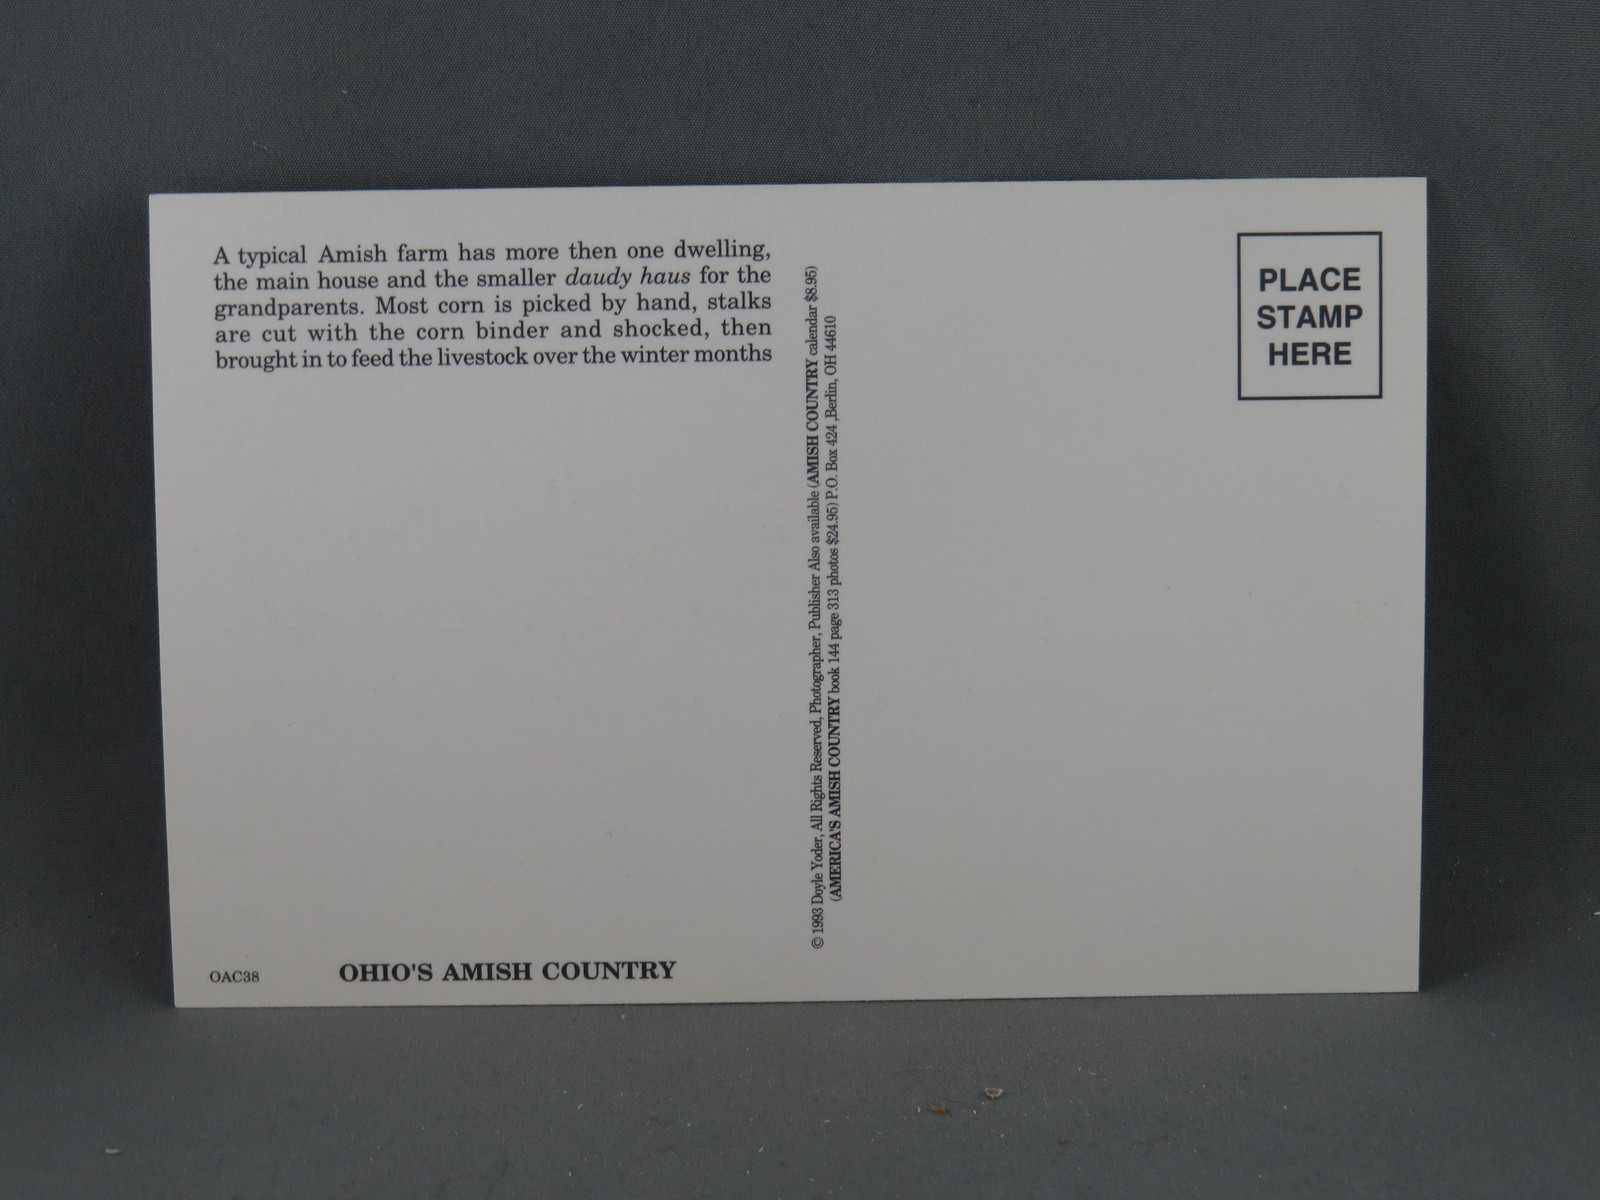 A typical Amish farm has more then one dwelling,
the main house and the smaller daudy haus for the
grandparents. Most corn is picked by hand, stalks
are cut with the corn binder and shocked, then
brought in to feed the livestock over the winter months
OAC38
OHIO'S AMISH COUNTRY
© 1993 Doyle Yoder, All Rights Reserved, Photographer, Publisher Also available (AMISH COUNTRY calendar $8.95)
(AMERICA'S AMISH COUNTRY book 144 page 313 photos $24.95) P.O. Box 424 ,Berlin, OH 44610
PLACE
STAMP
HERE